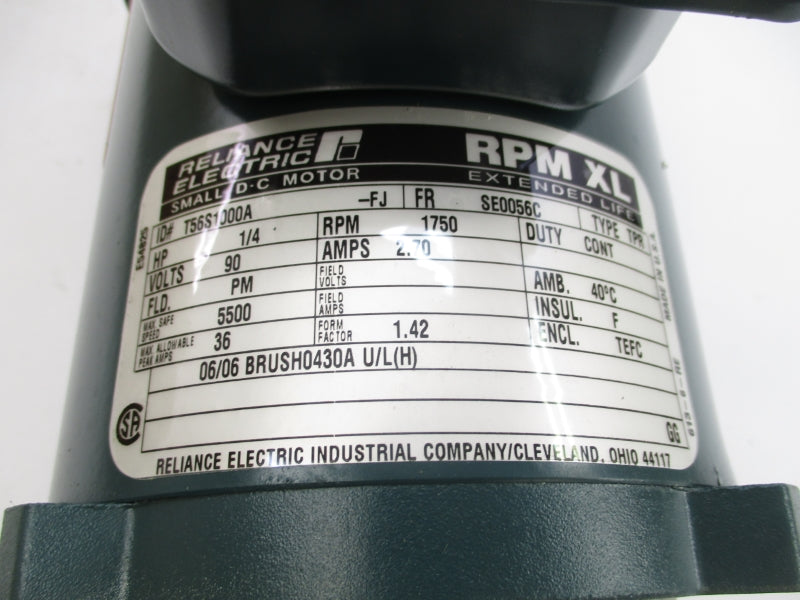 RELIANCE ELECTRIC
RPM XL
SMALL D·C MOTOR
EXTENDED LIFE
ID# T56S1000A -FJ FR SE0056C TYPE TPR
HP 1/4 RPM 1750 DUTY CONT
VOLTS 90 AMPS 2.70
FLD. PM FIELD VOLTS AMB. 40°C
MAX. SAFE SPEED 5500 FIELD AMPS INSUL. F
MAX. ALLOWABLE PEAK AMPS 36 FORM FACTOR 1.42 ENCL. TEFC
06/06 BRUSH0430A U/L(H)
GG
RELIANCE ELECTRIC INDUSTRIAL COMPANY/CLEVELAND, OHIO 44117
MADE IN U.S.A.